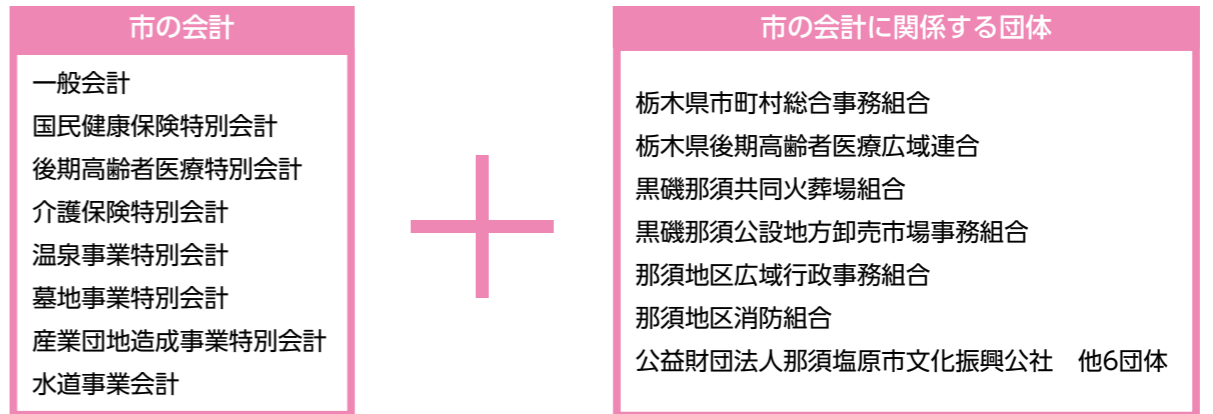 市の会計
一般会計
国民健康保険特別会計
後期高齢者医療特別会計
介護保険特別会計
温泉事業特別会計
墓地事業特別会計
産業団地造成事業特別会計
水道事業会計
市の会計に関係する団体
栃木県市町村総合事務組合
栃木県後期高齢者医療広域連合
黒磯那須共同火葬場組合
黒磯那須公設地方卸売市場事務組合
那須地区広域行政事務組合
那須地区消防組合
公益財団法人那須塩原市文化振興公社　他6団体